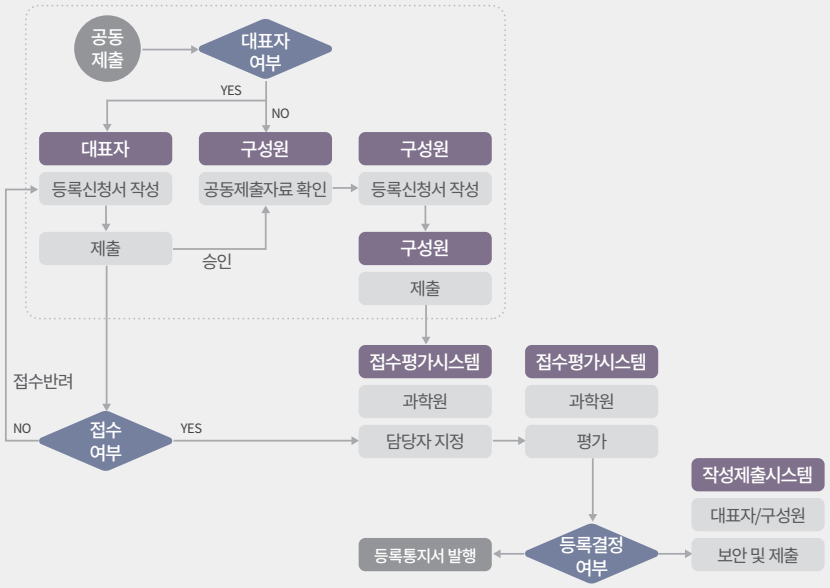 공동
제출
대표자
여부
YES
NO
대표자
구성원
구성원
등록신청서 작성
공동제출자료 확인
등록신청서 작성
제출
승인
구성원
제출
접수반려
접수평가시스템
접수평가시스템
과학원
과학원
NO
접수
여부
YES
담당자 지정
평가
작성제출시스템
대표자/구성원
등록통지서 발행
등록결정
여부
보안 및 제출